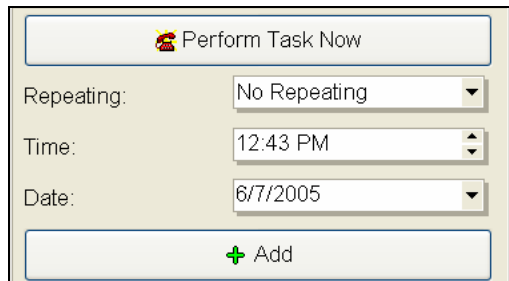 Perform Task Now
Repeating: No Repeating
Time: 12:43 PM
Date: 6/7/2005
Add